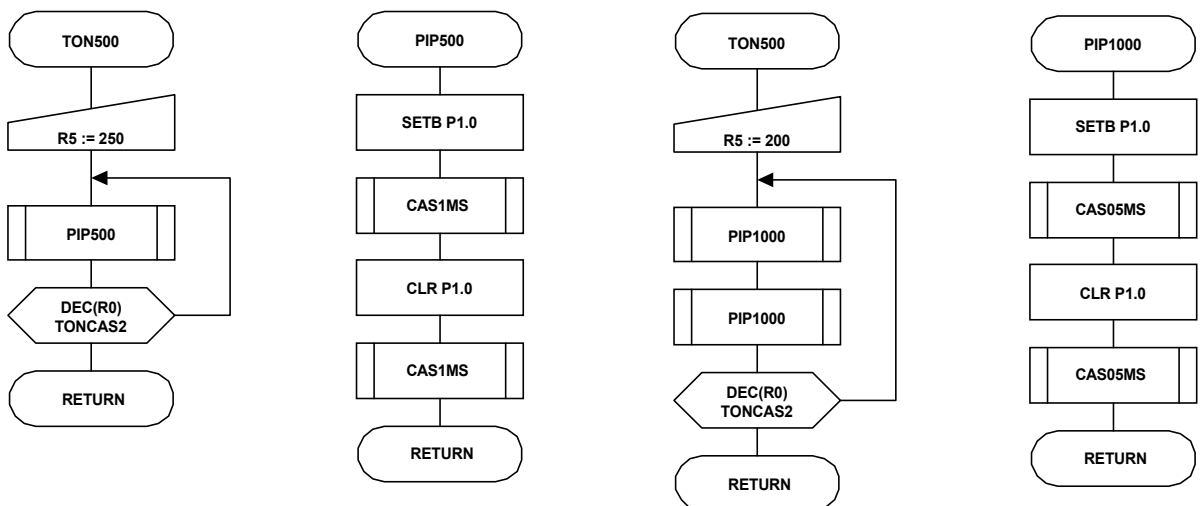 TON500
R5 := 250
PIP500
DEC(R0)
TONCAS2
RETURN
PIP500
SETB P1.0
CAS1MS
CLR P1.0
CAS1MS
RETURN
TON500
R5 := 200
PIP1000
PIP1000
DEC(R0)
TONCAS2
RETURN
PIP1000
SETB P1.0
CAS05MS
CLR P1.0
CAS05MS
RETURN